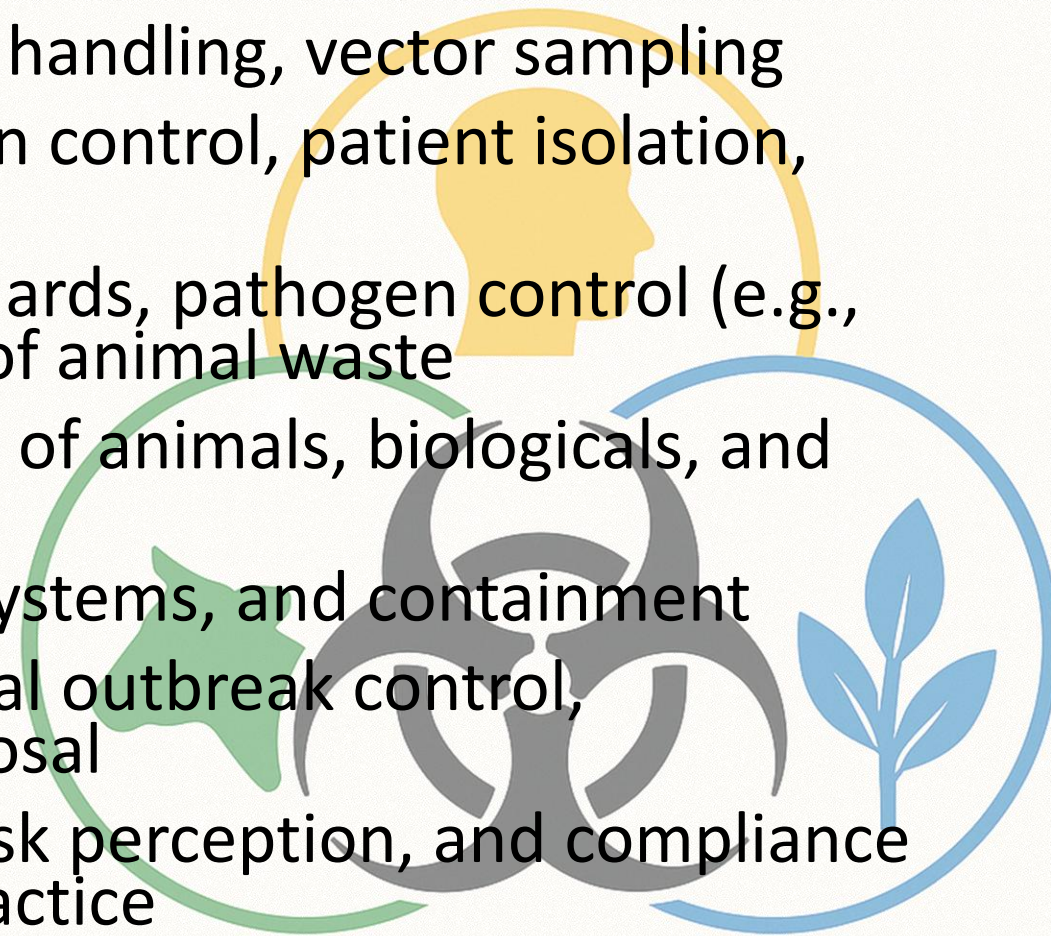 handling, vector sampling
n control, patient isolation,
ards, pathogen control (e.g.,
of animal waste
of animals, biologicals, and
ystems, and containment
al outbreak control,
osal
sk perception, and compliance
actice